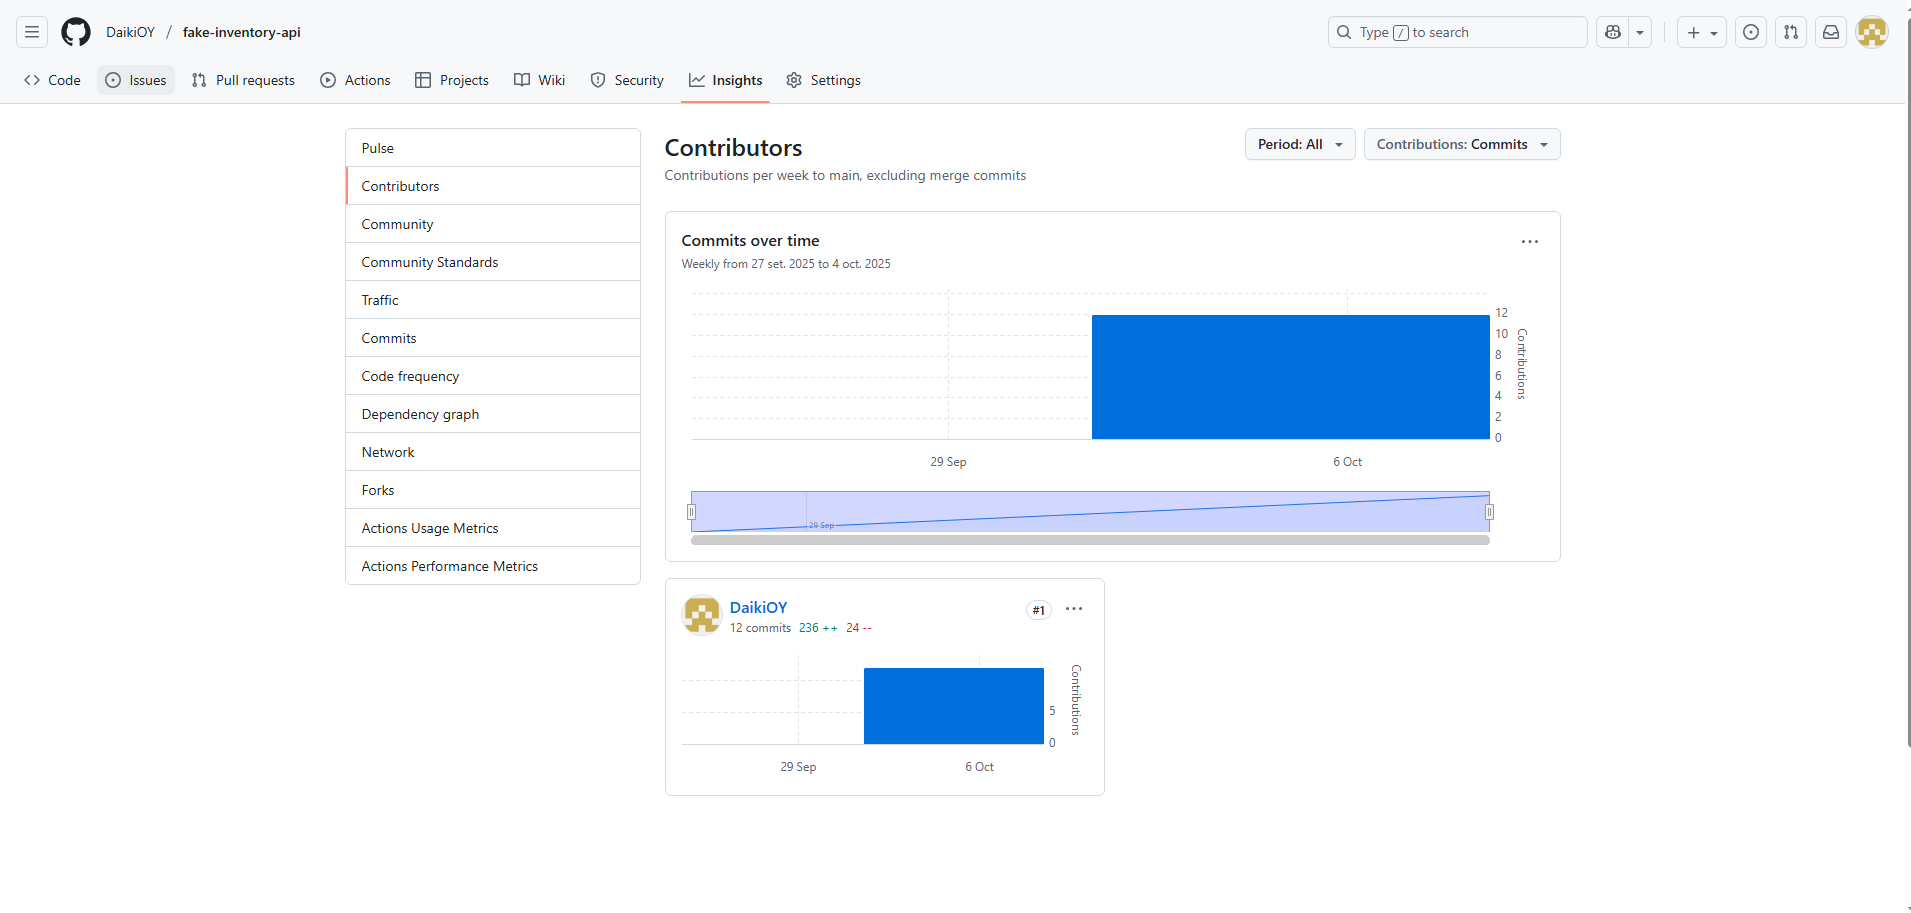 DaikiOY / fake-inventory-api
Type / to search
Code Issues Pull requests Actions Projects Wiki Security Insights Settings
Pulse
Contributors
Community
Community Standards
Traffic
Commits
Code frequency
Dependency graph
Network
Forks
Actions Usage Metrics
Actions Performance Metrics
Contributors
Period: All
Contributions: Commits
Contributions per week to main, excluding merge commits
Commits over time
Weekly from 27 set. 2025 to 4 oct. 2025
12
10
8
6
4
2
0
Contributions
29 Sep 6 Oct
29 Sep
DaikiOY
#1
12 commits 236 ++ 24 --
5
0
Contributions
29 Sep 6 Oct